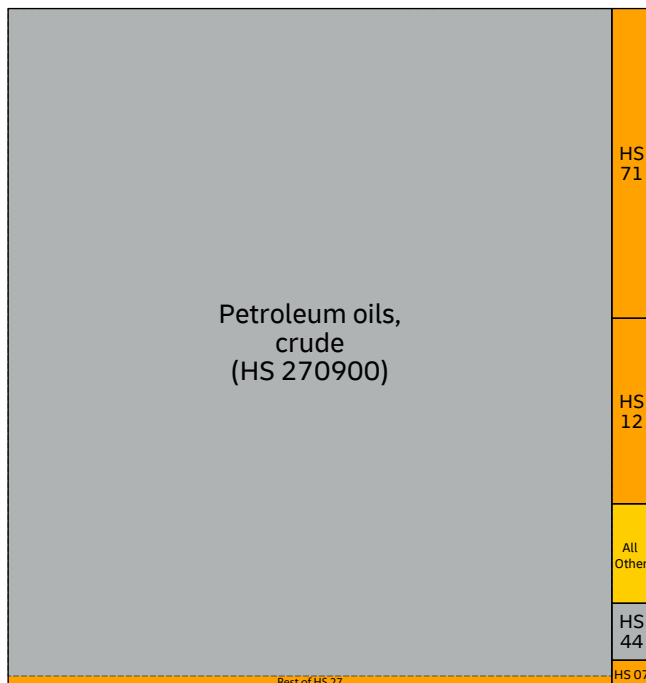 Petroleum oils,
crude
(HS 270900)
HS
71
HS
12
All
Other
HS
44
HS 07
Rest of HS 27